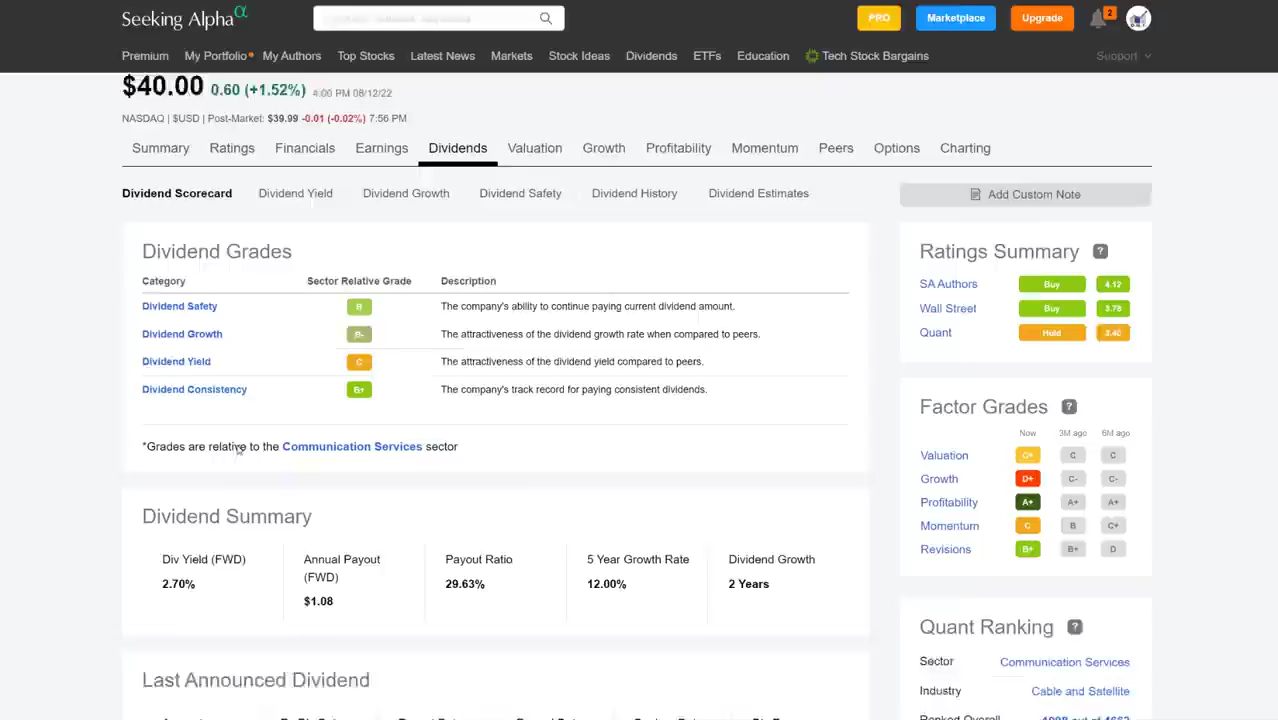 Seeking Alpha α
PRO
Marketplace
Upgrade
2
Premium My Portfolio My Authors Top Stocks Latest News Markets Stock Ideas Dividends ETFs Education Tech Stock Bargains Support
$40.00 0.60 (+1.52%) 4:00 PM 08/12/22
NASDAQ | $USD | Post-Market: $39.99 -0.01 (-0.02%) 7:56 PM
Summary Ratings Financials Earnings Dividends Valuation Growth Profitability Momentum Peers Options Charting
Dividend Scorecard Dividend Yield Dividend Growth Dividend Safety Dividend History Dividend Estimates
Add Custom Note
Dividend Grades
Category Sector Relative Grade Description
Dividend Safety B The company's ability to continue paying current dividend amount.
Dividend Growth B- The attractiveness of the dividend growth rate when compared to peers.
Dividend Yield C The attractiveness of the dividend yield compared to peers.
Dividend Consistency B+ The company's track record for paying consistent dividends.
*Grades are relative to the Communication Services sector
Ratings Summary ?
SA Authors Buy 4.12
Wall Street Buy 3.78
Quant Hold 3.40
Factor Grades ?
Now 3M ago 6M ago
Valuation C+ C C
Growth D+ C- C-
Profitability A+ A+ A+
Momentum C B C+
Revisions B+ B+ D
Dividend Summary
Div Yield (FWD)
2.70%
Annual Payout
(FWD)
$1.08
Payout Ratio
29.63%
5 Year Growth Rate
12.00%
Dividend Growth
2 Years
Quant Ranking ?
Sector Communication Services
Industry Cable and Satellite
Ranked Overall
Last Announced Dividend